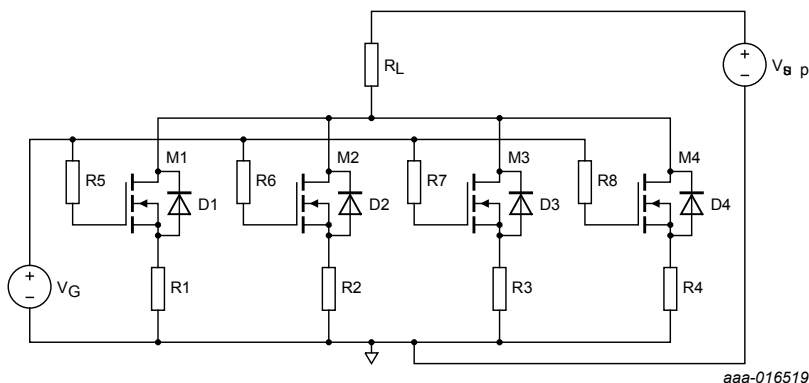 RL
V
M1
M2
M3
M4
R5
R6
R7
R8
D1
D2
D3
D4
+
−
VG
R1
R2
R3
R4
+
−
aaa-016519